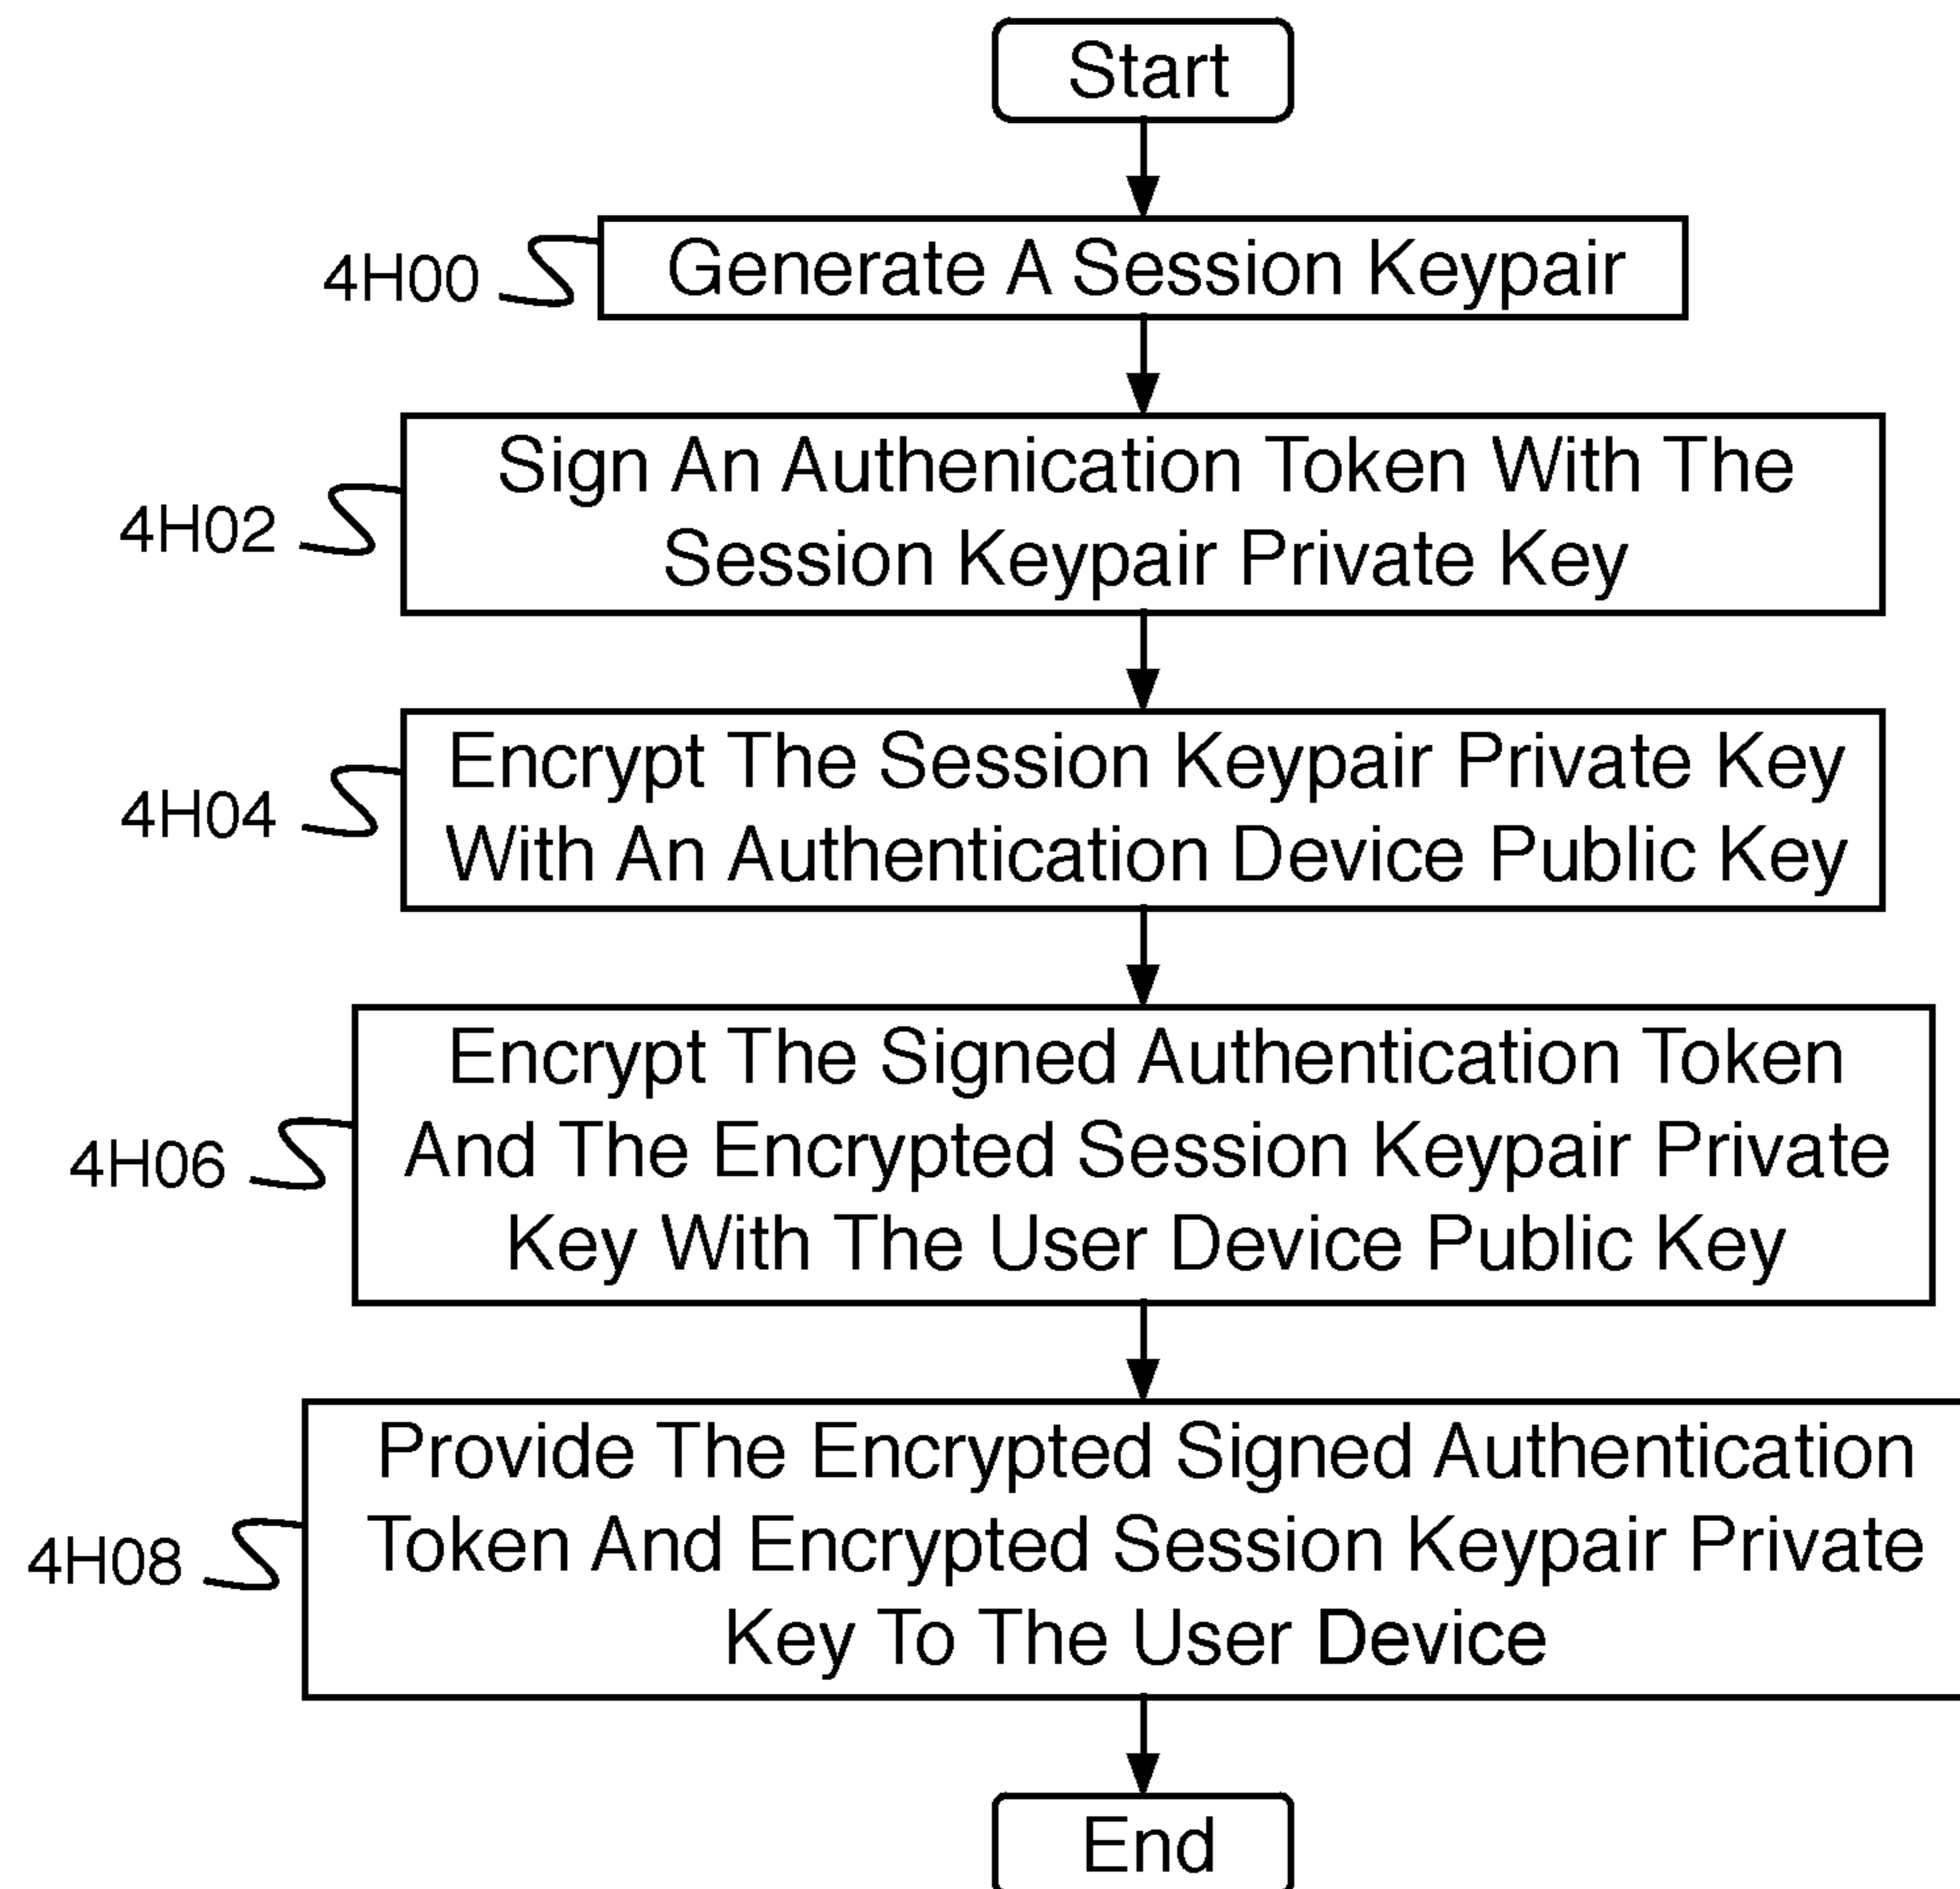 Start
4H00
Generate A Session Keypair
4H02
Sign An Authenication Token With The
Session Keypair Private Key
4H04
Encrypt The Session Keypair Private Key
With An Authentication Device Public Key
4H06
Encrypt The Signed Authentication Token
And The Encrypted Session Keypair Private
Key With The User Device Public Key
4H08
Provide The Encrypted Signed Authentication
Token And Encrypted Session Keypair Private
Key To The User Device
End